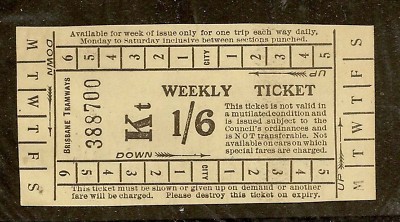 Available for week of issue only for one trip each way daily,
Monday to Saturday inclusive between sections punched.
6 5 4 3 2 1 CITY 1 2 3 4 5
UP
M T W T F S
DOWN
BRISBANE TRAMWAYS
388700
Kt
WEEKLY TICKET
1/6
This ticket is not valid in
a mutilated condition and
is issued subject to the
Council's ordinances and
is NOT transferable. Not
available on cars on which
special fares are charged.
DOWN
M T W T F S
UP
6 5 4 3 2 1 CITY 1 2 3 4 5
This ticket must be shown or given up on demand or another
fare will be charged. Please destroy this ticket on expiry.